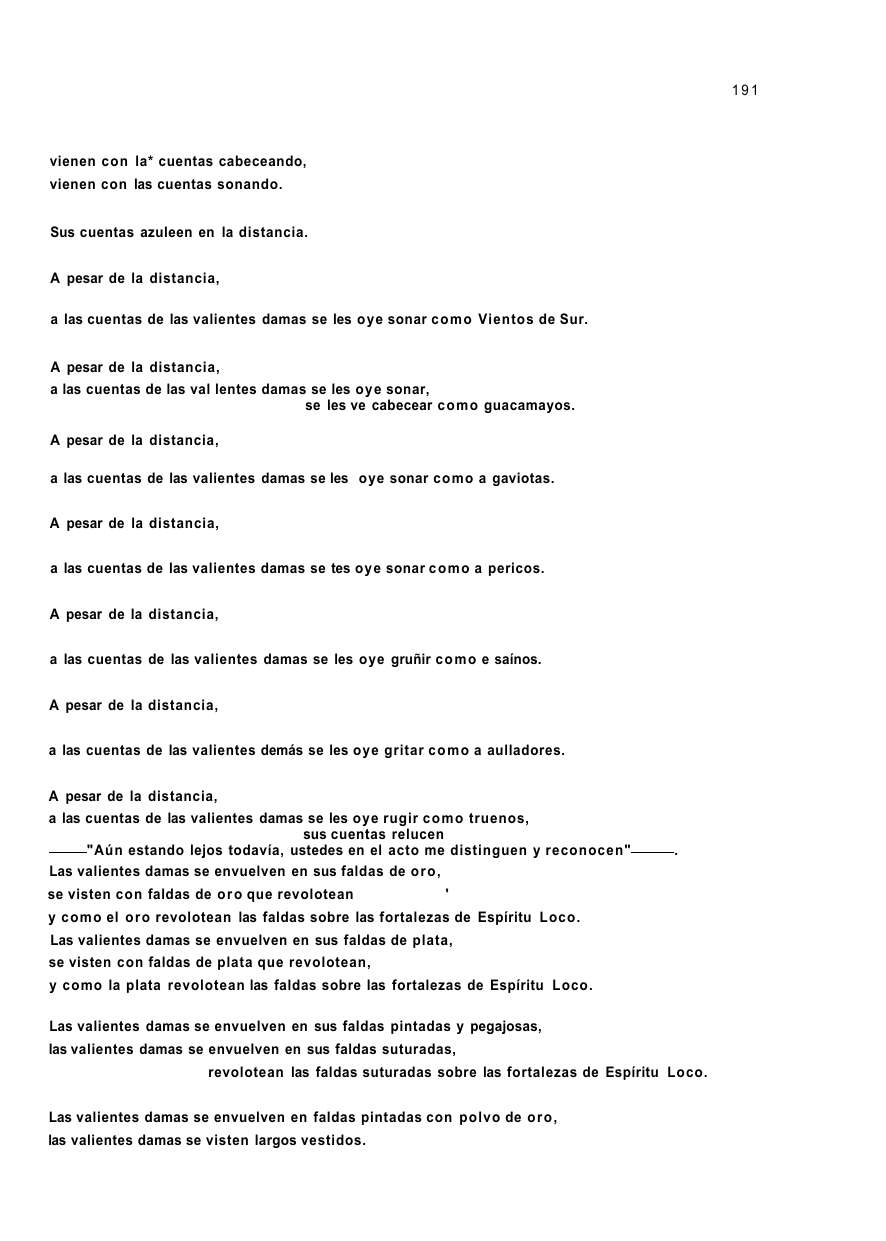 191
vienen con la* cuentas cabeceando,
vienen con las cuentas sonando.
Sus cuentas azuleen en la distancia.
A pesar de la distancia,
a las cuentas de las valientes damas se les oye sonar como Vientos de Sur.
A pesar de la distancia,
a las cuentas de las val lentes damas se les oye sonar,
se les ve cabecear como guacamayos.
A pesar de la distancia,
a las cuentas de las valientes damas se les oye sonar como a gaviotas.
A pesar de la distancia,
a las cuentas de las valientes damas se tes oye sonar como a pericos.
A pesar de la distancia,
a las cuentas de las valientes damas se les oye gruñir como e saínos.
A pesar de la distancia,
a las cuentas de las valientes demás se les oye gritar como a aulladores.
A pesar de la distancia,
a las cuentas de las valientes damas se les oye rugir como truenos,
sus cuentas relucen
——"Aún estando lejos todavía, ustedes en el acto me distinguen y reconocen"——.
Las valientes damas se envuelven en sus faldas de oro,
se visten con faldas de oro que revolotean '
y como el oro revolotean las faldas sobre las fortalezas de Espíritu Loco.
Las valientes damas se envuelven en sus faldas de plata,
se visten con faldas de plata que revolotean,
y como la plata revolotean las faldas sobre las fortalezas de Espíritu Loco.
Las valientes damas se envuelven en sus faldas pintadas y pegajosas,
las valientes damas se envuelven en sus faldas suturadas,
revolotean las faldas suturadas sobre las fortalezas de Espíritu Loco.
Las valientes damas se envuelven en faldas pintadas con polvo de oro,
las valientes damas se visten largos vestidos.